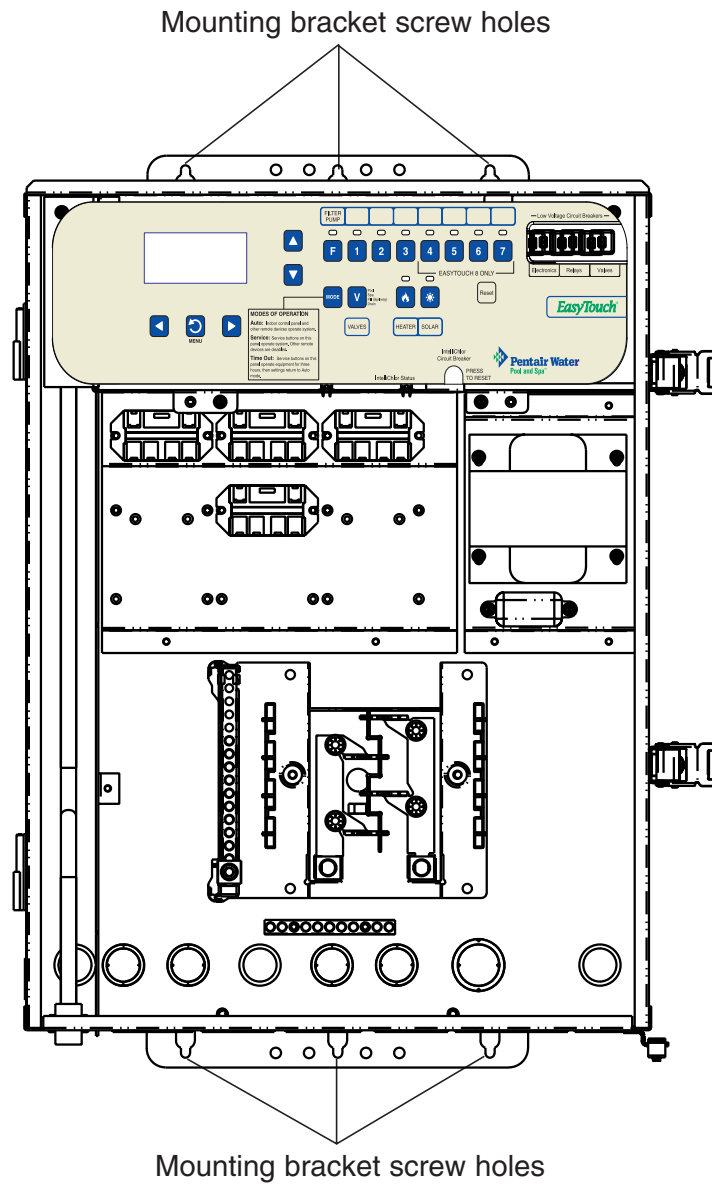 Mounting bracket screw holes
FILTER
PUMP
Low Voltage Circuit Breakers
F
1
2
3
4
5
6
7
Electronics
Relays
Valves
EASYTOUCH 8 ONLY
MODE
V
Pool
Spa
Fill
Drain
Reset
EasyTouch
MENU
MODES OF OPERATION
Auto: Indoor control panel and
other remote devices operate system.
Service: Service buttons on this
panel operate system. Other remote
devices are disabled.
Time Out: Service buttons on this
panel operate equipment for three
hours, then settings return to Auto
mode.
VALVES
HEATER
SOLAR
IntelliChlor
Circuit Breaker
PRESS
TO RESET
IntelliChlor Status
Pentair Water
Pool and Spa
Mounting bracket screw holes